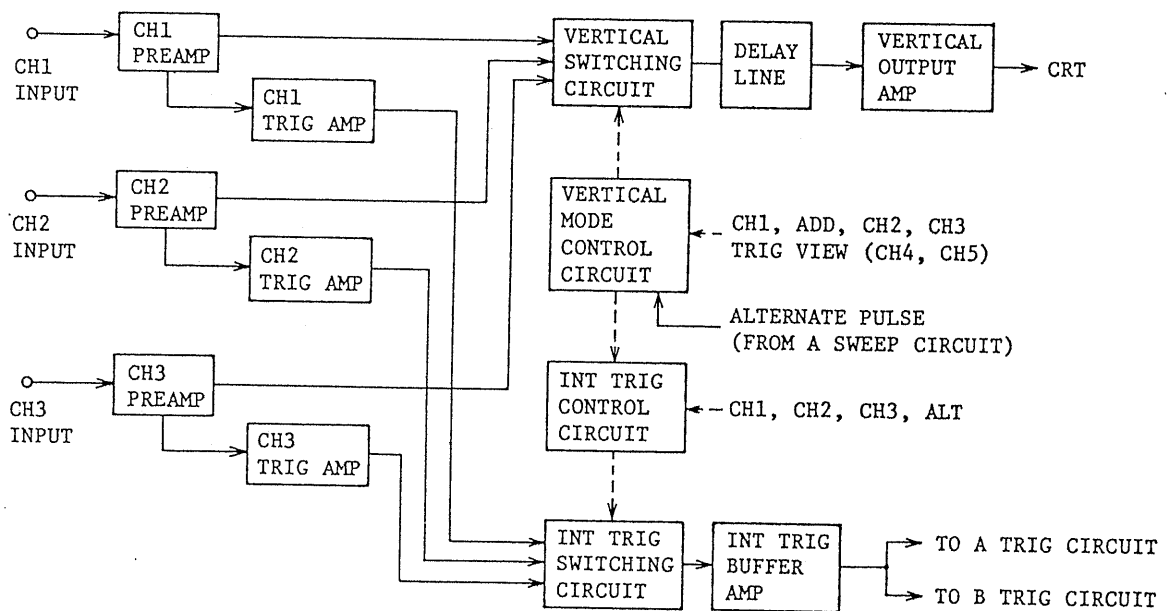 CH1
INPUT
CH1
PREAMP
CH1
TRIG AMP
VERTICAL
SWITCHING
CIRCUIT
DELAY
LINE
VERTICAL
OUTPUT
AMP
CRT
CH2
INPUT
CH2
PREAMP
CH2
TRIG AMP
VERTICAL
MODE
CONTROL
CIRCUIT
CH1, ADD, CH2, CH3
TRIG VIEW (CH4, CH5)
ALTERNATE PULSE
(FROM A SWEEP CIRCUIT)
CH3
INPUT
CH3
PREAMP
CH3
TRIG AMP
INT TRIG
CONTROL
CIRCUIT
CH1, CH2, CH3, ALT
INT TRIG
SWITCHING
CIRCUIT
INT TRIG
BUFFER
AMP
TO A TRIG CIRCUIT
TO B TRIG CIRCUIT